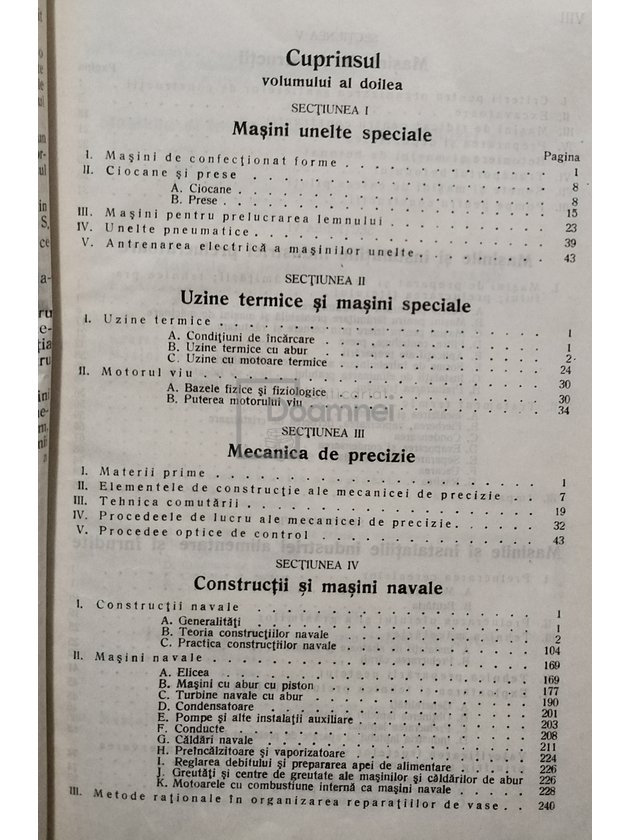 Cuprinsul
volumului al doilea
SECȚIUNEA I
Mașini unelte speciale
Pagina
I. Mașini de confecționat forme . . . 1
II. Ciocane și prese . . . 8
A. Ciocane . . . 8
B. Prese . . . 15
III. Mașini pentru prelucrarea lemnului . . . 23
IV. Unelte pneumatice . . . 39
V. Antrenarea electrică a mașinilor unelte . . . 43
SECȚIUNEA II
Uzine termice și mașini speciale
I. Uzine termice . . . 1
A. Condițiuni de încărcare . . . 1
B. Uzine termice cu abur . . . 2
C. Uzine cu motoare termice . . . 24
II. Motorul viu . . . 30
A. Bazele fizice și fiziologice . . . 30
B. Puterea motorului viu . . . 34
Anticariat
Doamnei
SECȚIUNEA III
Mecanica de precizie
I. Materii prime . . . 1
II. Elementele de construcție ale mecanicei de precizie . . 7
III. Tehnica comutării . . . 19
IV. Procedeele de lucru ale mecanicei de precizie . . . 32
V. Procedee optice de control . . . 43
SECȚIUNEA IV
Construcții și mașini navale
I. Construcții navale . . . 1
A. Generalități . . . 1
B. Teoria construcțiilor navale . . . 2
C. Practica construcțiilor navale . . . 104
II. Mașini navale . . . 169
A. Elicea . . . 169
B. Mașini cu abur cu piston . . . 177
C. Turbine navale cu abur . . . 190
D. Condensatoare . . . 201
E. Pompe și alte instalații auxiliare . . . 203
F. Conducte . . . 208
G. Căldări navale . . . 211
H. Preîncălzitoare și vaporizatoare . . . 224
I. Reglarea debitului și prepararea apei de alimentare . . . 226
J. Greutăți și centre de greutate ale mașinilor și căldărilor de abur 226
K. Motoarele cu combustiune internă ca mașini navale . . . 228
III. Metode raționale în organizarea reparațiilor de vase . . 240